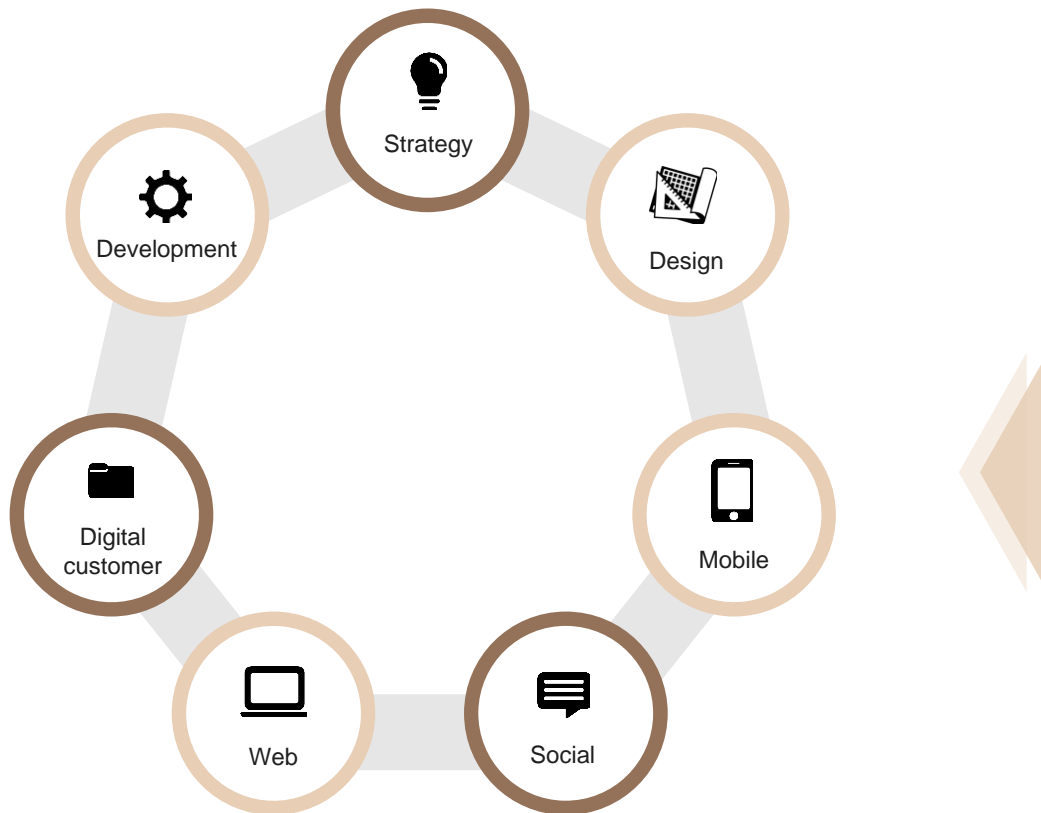 Strategy
Development
Design
Digital
customer
Mobile
Web
Social